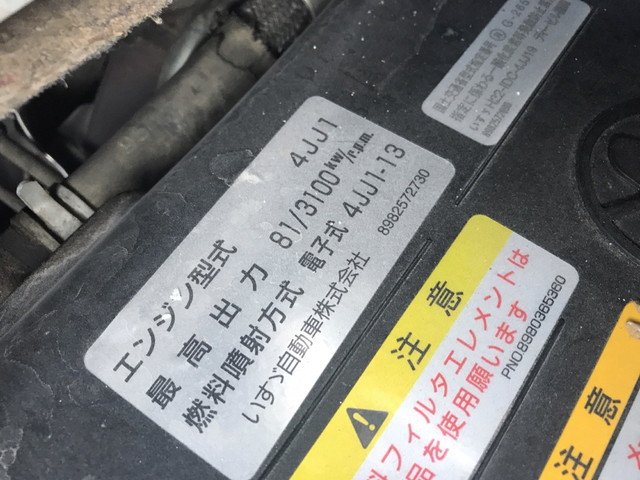 エンジン型式 4JJ1
最高出力 81/3100kw/r.p.m.
燃料噴射方式 電子式 4JJ1-13
いすゞ自動車株式会社 8982572730
注意
フィルタエレメントは
品を使用願います
PNO8980365360
注意